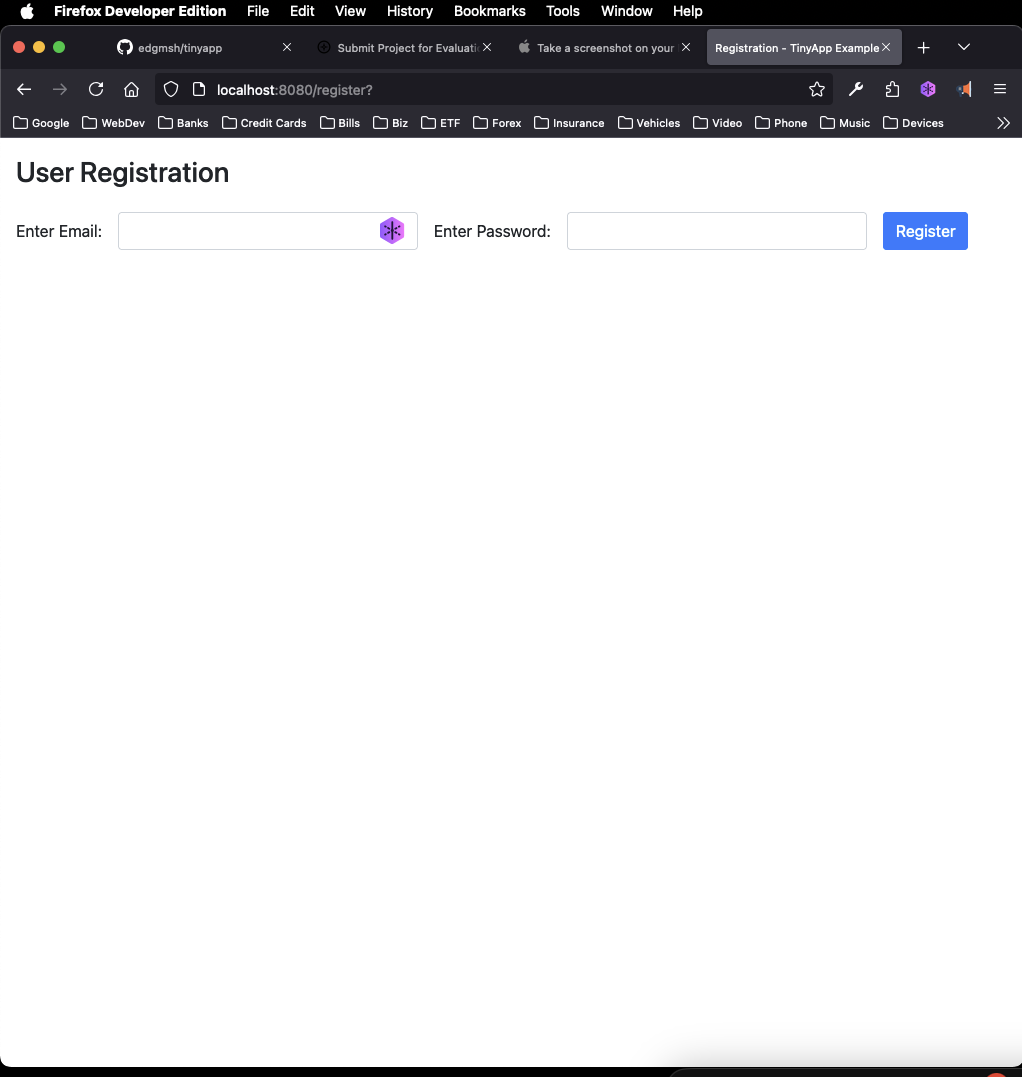 Firefox Developer Edition File Edit View History Bookmarks Tools Window Help
edgmsh/tinyapp Submit Project for Evaluati Take a screenshot on your Registration - TinyApp Example
localhost:8080/register?
Google WebDev Banks Credit Cards Bills Biz ETF Forex Insurance Vehicles Video Phone Music Devices
User Registration
Enter Email: Enter Password: Register